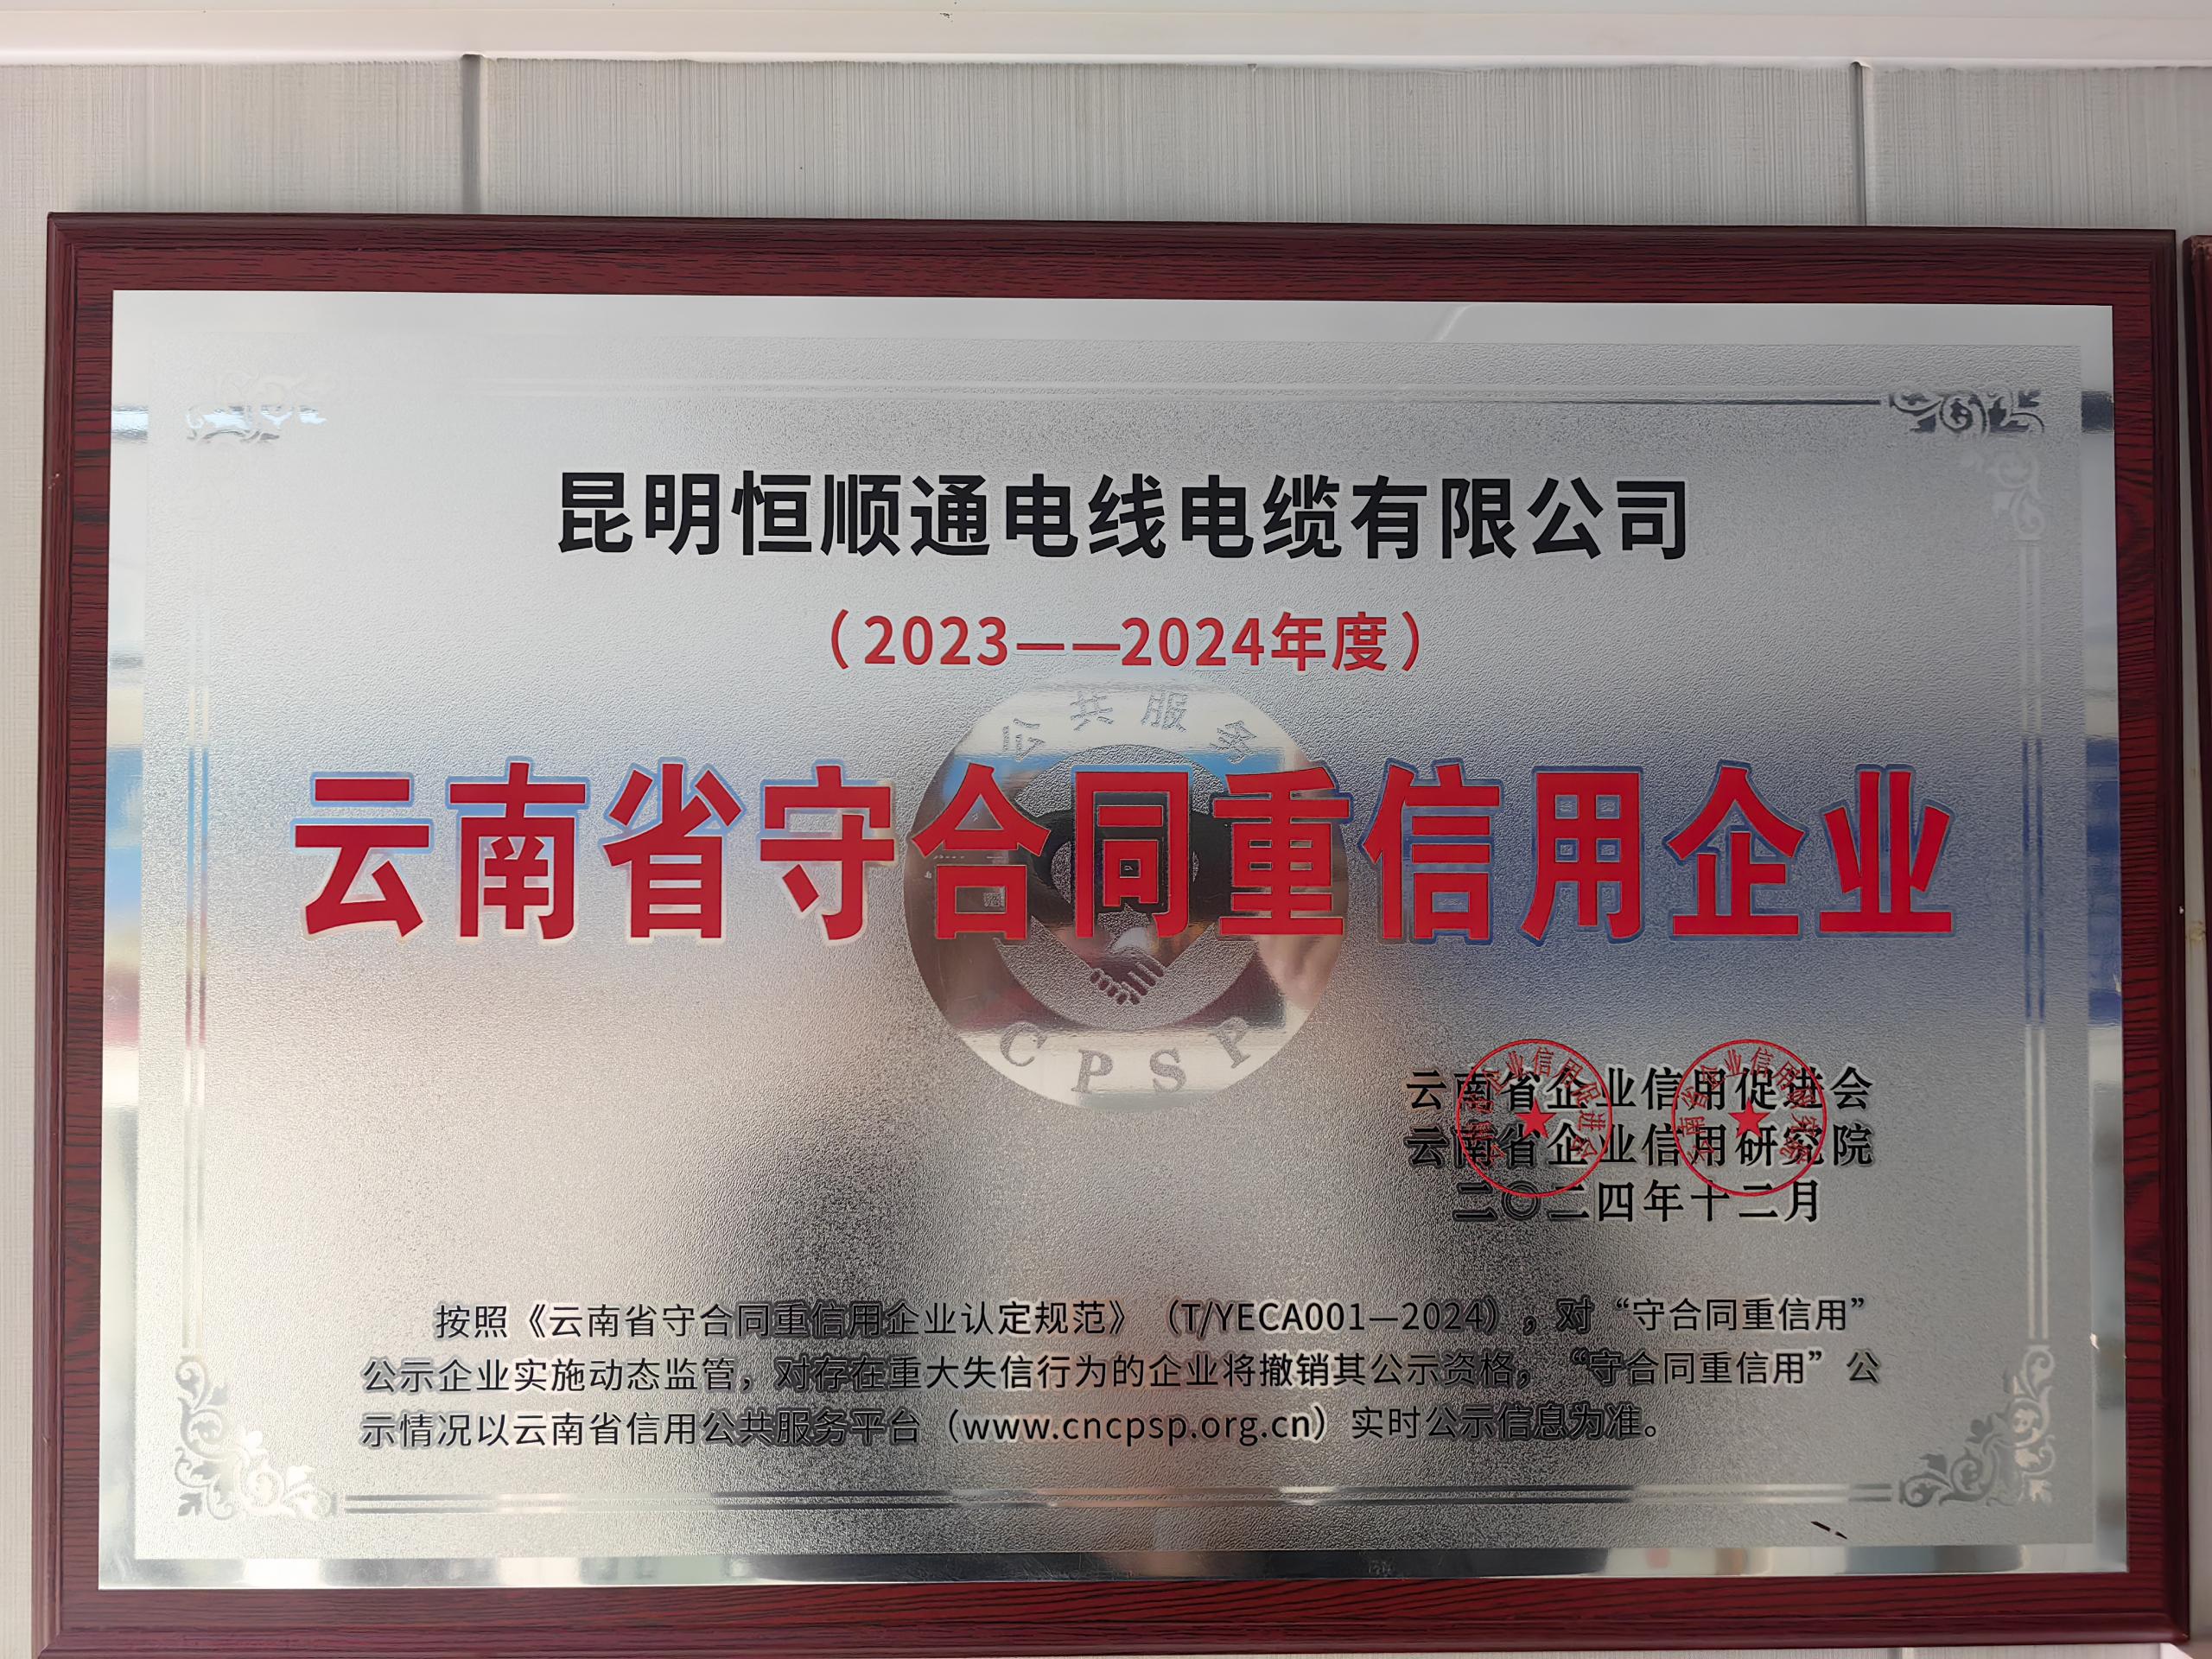 昆明恒顺通电线电缆有限公司
（2023——2024年度）
公共服务
云南省守合同重信用企业
CPSP
云南省企业信用促进会
云南省企业信用研究院
二〇二四年十二月
按照《云南省守合同重信用企业认定规范》（T/YECA001—2024），对“守合同重信用”
公示企业实施动态监管，对存在重大失信行为的企业将撤销其公示资格，“守合同重信用”公
示情况以云南省信用公共服务平台（www.cncpsp.org.cn）实时公示信息为准。